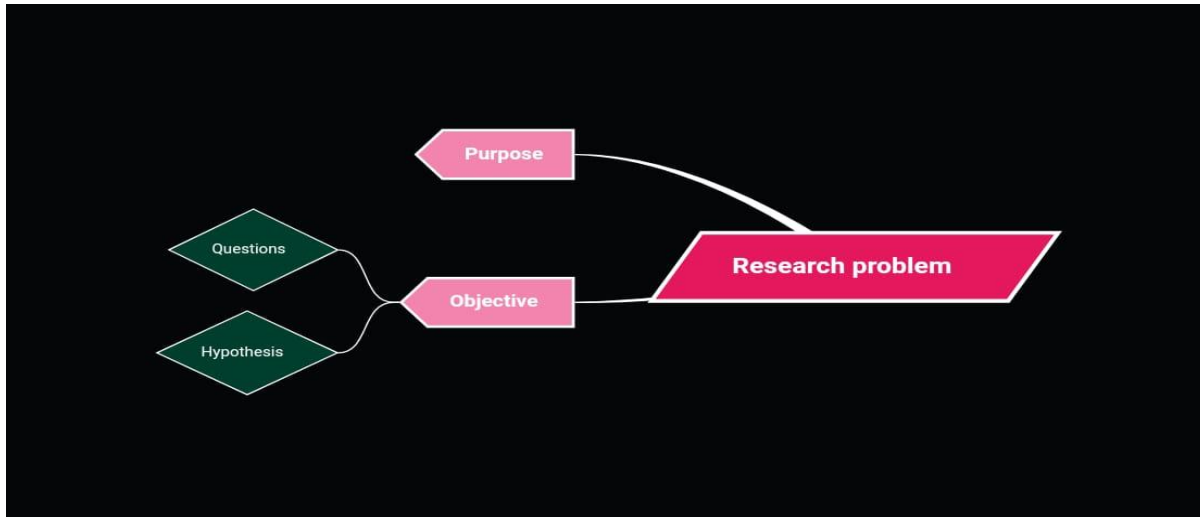 Purpose
Questions
Research problem
Objective
Hypothesis